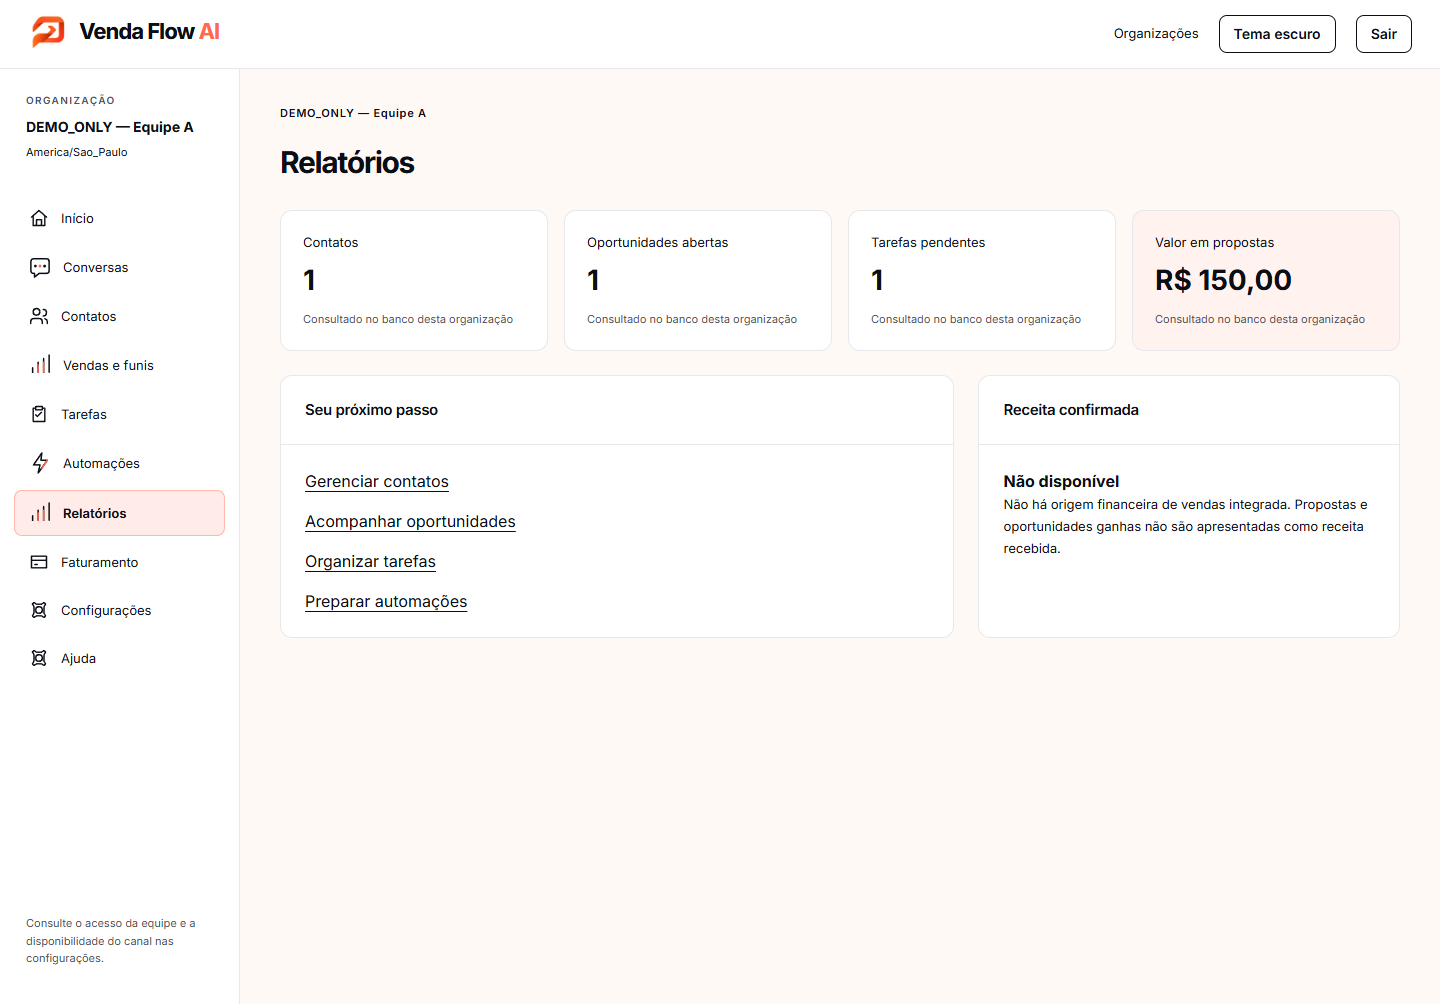 Venda Flow AI
Organizações
Tema escuro
Sair
ORGANIZAÇÃO
DEMO_ONLY — Equipe A
America/Sao_Paulo
Início
Conversas
Contatos
Vendas e funis
Tarefas
Automações
Relatórios
Faturamento
Configurações
Ajuda
Consulte o acesso da equipe e a
disponibilidade do canal nas
configurações.
DEMO_ONLY — Equipe A
Relatórios
Contatos
1
Consultado no banco desta organização
Oportunidades abertas
1
Consultado no banco desta organização
Tarefas pendentes
1
Consultado no banco desta organização
Valor em propostas
R$ 150,00
Consultado no banco desta organização
Seu próximo passo
Gerenciar contatos
Acompanhar oportunidades
Organizar tarefas
Preparar automações
Receita confirmada
Não disponível
Não há origem financeira de vendas integrada. Propostas e
oportunidades ganhas não são apresentadas como receita
recebida.